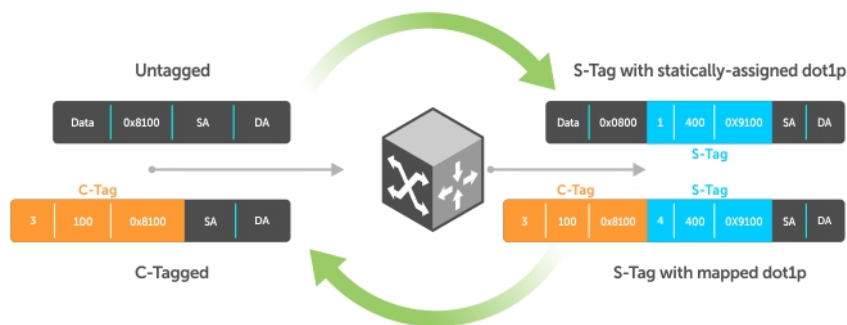 Untagged
S-Tag with statically-assigned dot1p
Data 0x8100 SA DA
Data 0x0800 1 400 0X9100 SA DA
S-Tag
C-Tag
C-Tag S-Tag
3 100 0x8100 SA DA
3 100 0x8100 4 400 0X9100 SA DA
C-Tagged
S-Tag with mapped dot1p